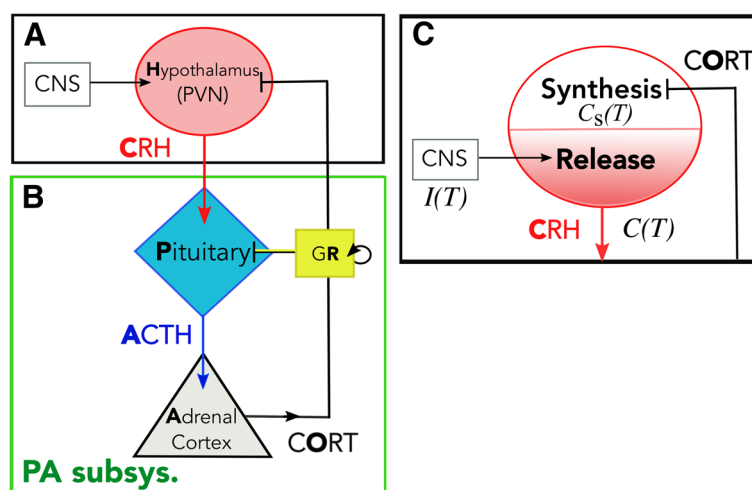 A
CNS
Hypothalamus
(PVN)
CRH
B
Pituitary
GR
ACTH
Adrenal
Cortex
CORT
PA subsys.
C
CORT
Synthesis
C_S(T)
CNS
Release
I(T)
CRH
C(T)